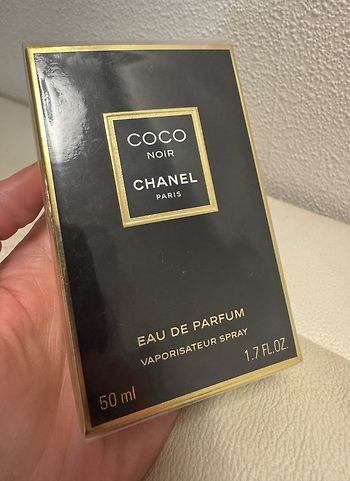 COCO
NOIR
CHANEL
PARIS
EAU DE PARFUM
VAPORISATEUR SPRAY
50 ml
1.7 FL.OZ.